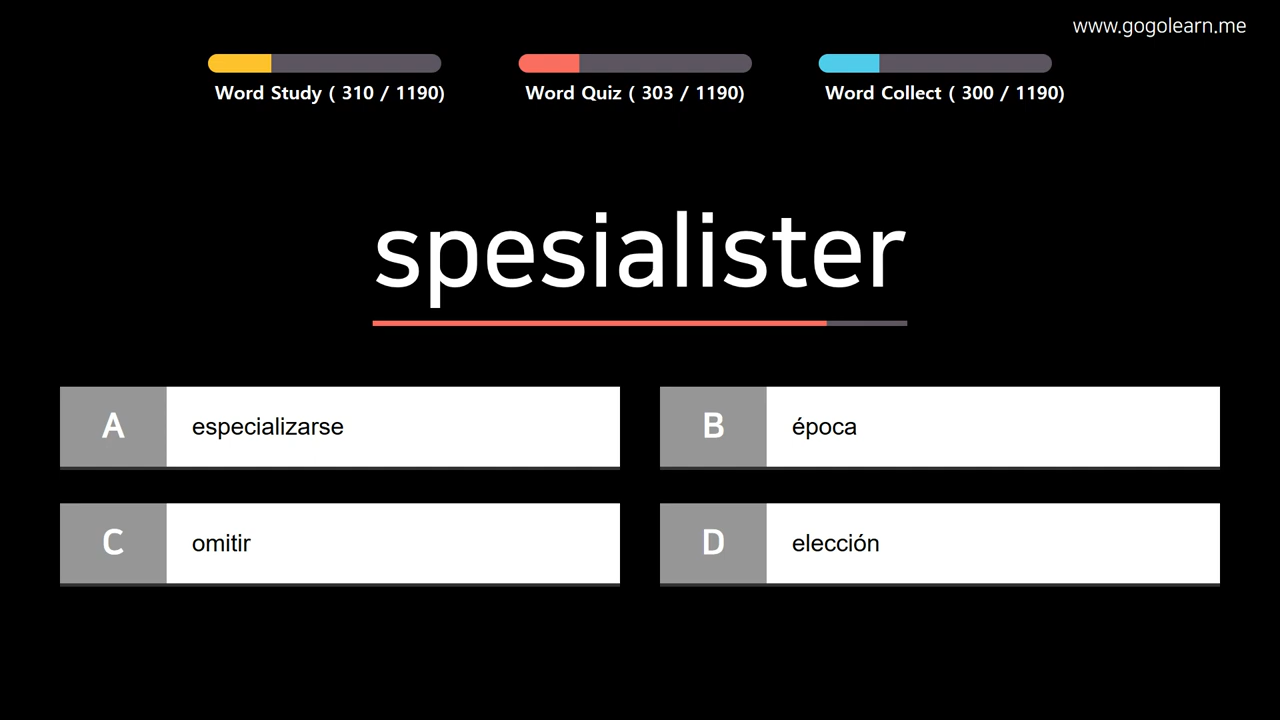 www.gogolearn.me
Word Study ( 310 / 1190)
Word Quiz ( 303 / 1190)
Word Collect ( 300 / 1190)
spesialister
A especializarse
B época
C omitir
D elección